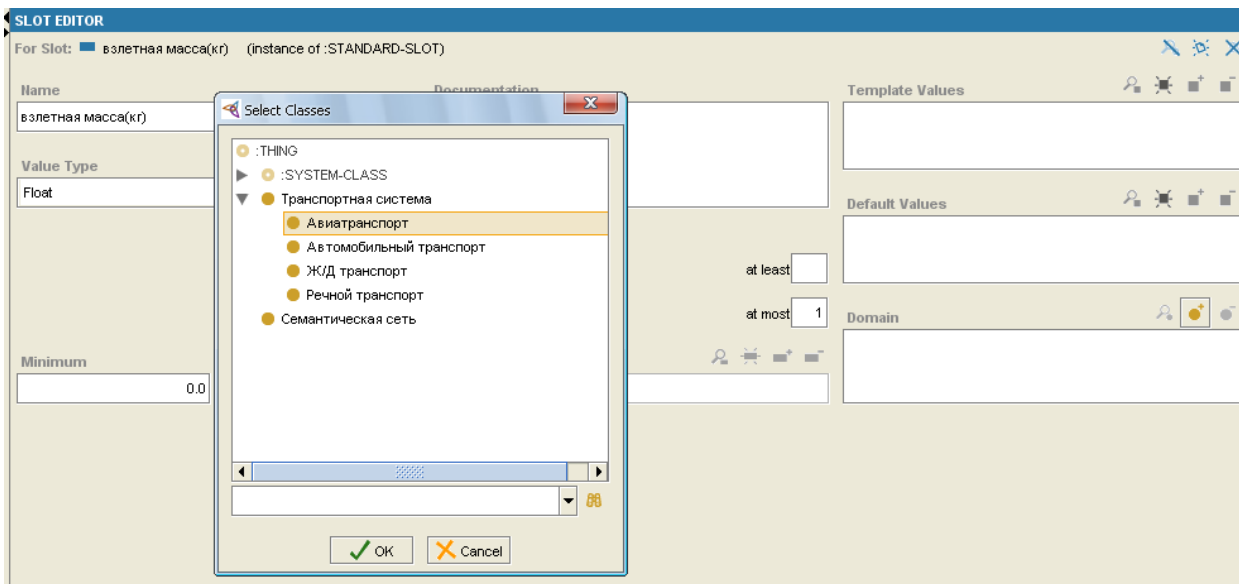 SLOT EDITOR
For Slot: взлетная масса(кг) (instance of :STANDARD-SLOT)
Name
Documentation
Template Values
взлетная масса(кг)
Select Classes
:THING
:SYSTEM-CLASS
Транспортная система
Авиатранспорт
Автомобильный транспорт
Ж/Д транспорт
Речной транспорт
Семантическая сеть
OK
Cancel
Value Type
Float
Default Values
at least
at most 1
Domain
Minimum
0.0